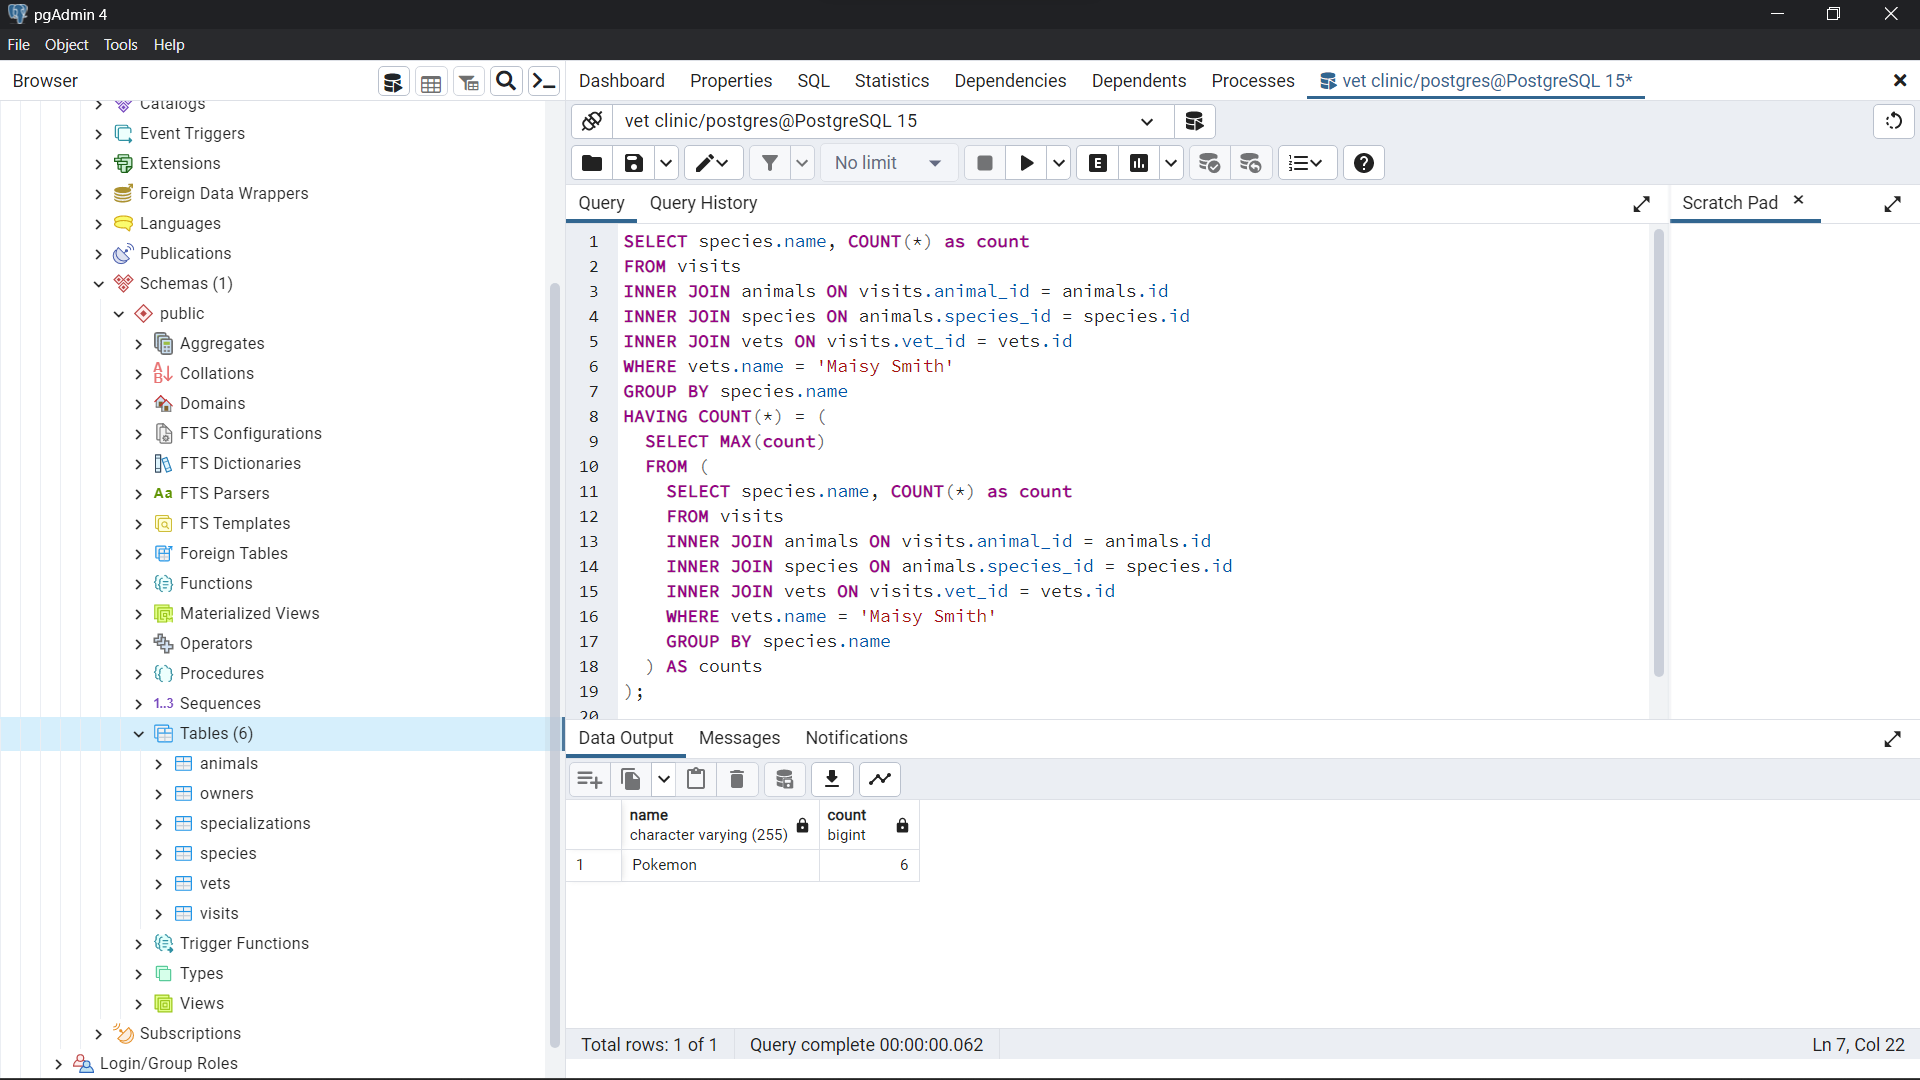 pgAdmin 4
File Object Tools Help
Browser
Dashboard Properties SQL Statistics Dependencies Dependents Processes vet clinic/postgres@PostgreSQL 15*
Catalogs
Event Triggers
Extensions
Foreign Data Wrappers
Languages
Publications
Schemas (1)
public
Aggregates
Collations
Domains
FTS Configurations
FTS Dictionaries
Aa FTS Parsers
FTS Templates
Foreign Tables
Functions
Materialized Views
Operators
Procedures
1..3 Sequences
Tables (6)
animals
owners
specializations
species
vets
visits
Trigger Functions
Types
Views
Subscriptions
Login/Group Roles
vet clinic/postgres@PostgreSQL 15
No limit
E
Query Query History
Scratch Pad
1 SELECT species.name, COUNT(*) as count
2 FROM visits
3 INNER JOIN animals ON visits.animal_id = animals.id
4 INNER JOIN species ON animals.species_id = species.id
5 INNER JOIN vets ON visits.vet_id = vets.id
6 WHERE vets.name = 'Maisy Smith'
7 GROUP BY species.name
8 HAVING COUNT(*) = (
9 SELECT MAX(count)
10 FROM (
11 SELECT species.name, COUNT(*) as count
12 FROM visits
13 INNER JOIN animals ON visits.animal_id = animals.id
14 INNER JOIN species ON animals.species_id = species.id
15 INNER JOIN vets ON visits.vet_id = vets.id
16 WHERE vets.name = 'Maisy Smith'
17 GROUP BY species.name
18 ) AS counts
19 );
20
Data Output Messages Notifications
name count
character varying (255) bigint
1 Pokemon 6
Total rows: 1 of 1 Query complete 00:00:00.062 Ln 7, Col 22